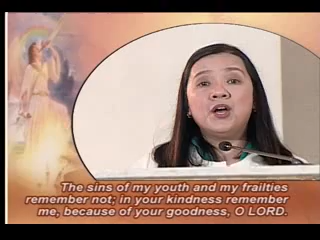 The sins of my youth and my frailties
remember not; in your kindness remember
me, because of your goodness, O LORD.